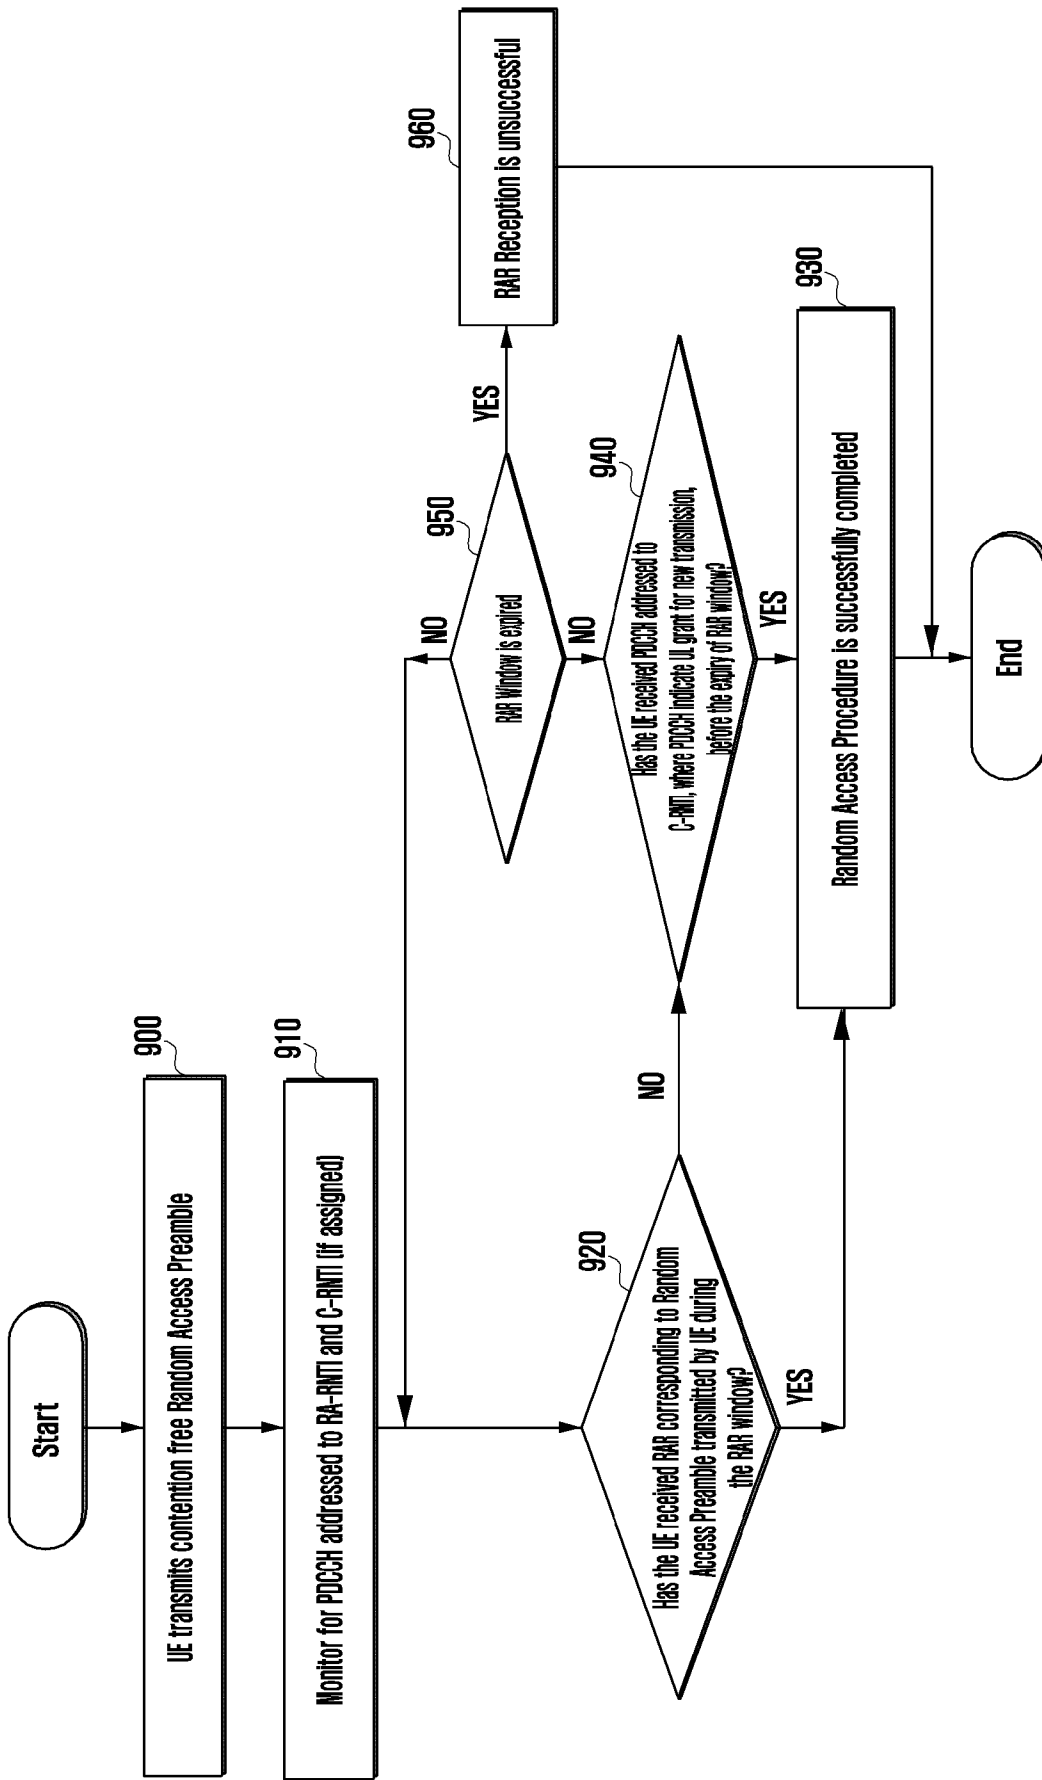 Start
900
UE transmits contention free Random Access Preamble
910
Monitor for PDCCH addressed to RA-RNTI and C-RNTI (if assigned)
920
Has the UE received RAR corresponding to Random
Access Preamble transmitted by UE during
the RAR window?
NO
YES
940
Has the UE received PDCCH addressed to
C-RNTI, where PDCCH indicate UL grant for new transmission,
before the expiry of RAR window?
NO
YES
950
RAR Window is expired
NO
YES
960
RAR Reception is unsuccessful
930
Random Access Procedure is successfully completed
End